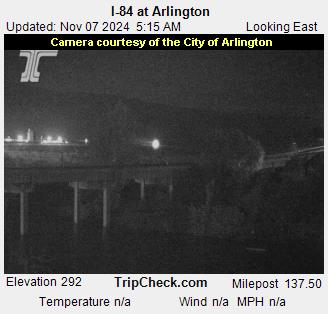 I-84 at Arlington
Updated: Nov 07 2024 5:15 AM Looking East
Camera courtesy of the City of Arlington
Elevation 292 TripCheck.com Milepost 137.50
Temperature n/a Wind n/a MPH n/a